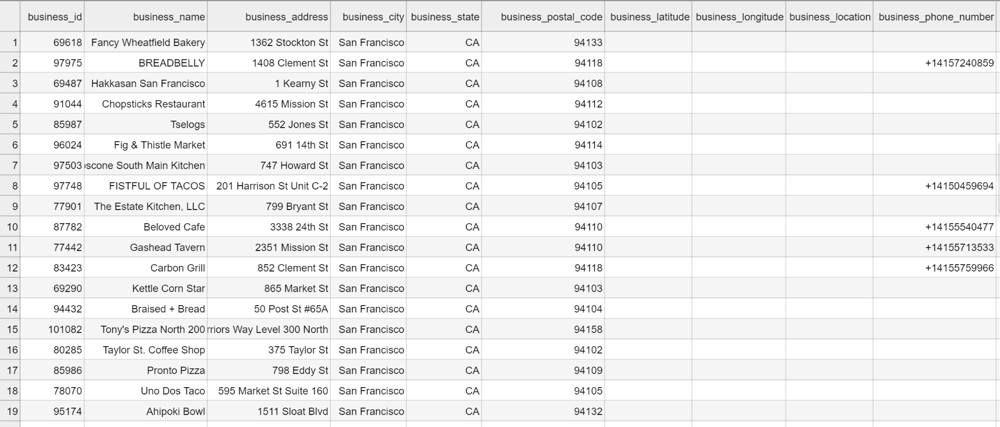 business_id business_name business_address business_city business_state business_postal_code business_latitude business_longitude business_location business_phone_number
1 69618 Fancy Wheatfield Bakery 1362 Stockton St San Francisco CA 94133
2 97975 BREADBELLY 1408 Clement St San Francisco CA 94118 +14157240859
3 69487 Hakkasan San Francisco 1 Kearny St San Francisco CA 94108
4 91044 Chopsticks Restaurant 4615 Mission St San Francisco CA 94112
5 85987 Tselogs 552 Jones St San Francisco CA 94102
6 96024 Fig & Thistle Market 691 14th St San Francisco CA 94114
7 97503 South Main Kitchen 747 Howard St San Francisco CA 94103
8 97748 FISTFUL OF TACOS 201 Harrison St Unit C-2 San Francisco CA 94105 +14150459694
9 77901 The Estate Kitchen, LLC 799 Bryant St San Francisco CA 94107
10 87782 Beloved Cafe 3338 24th St San Francisco CA 94110 +14155540477
11 77442 Gashead Tavern 2351 Mission St San Francisco CA 94110 +14155713533
12 83423 Carbon Grill 852 Clement St San Francisco CA 94118 +14155759966
13 69290 Kettle Corn Star 865 Market St San Francisco CA 94103
14 94432 Braised + Bread 50 Post St #65A San Francisco CA 94104
15 101082 Tony's Pizza North 200 Way Level 300 North San Francisco CA 94158
16 80285 Taylor St. Coffee Shop 375 Taylor St San Francisco CA 94102
17 85986 Pronto Pizza 798 Eddy St San Francisco CA 94109
18 78070 Uno Dos Taco 595 Market St Suite 160 San Francisco CA 94105
19 95174 Ahipoki Bowl 1511 Sloat Blvd San Francisco CA 94132